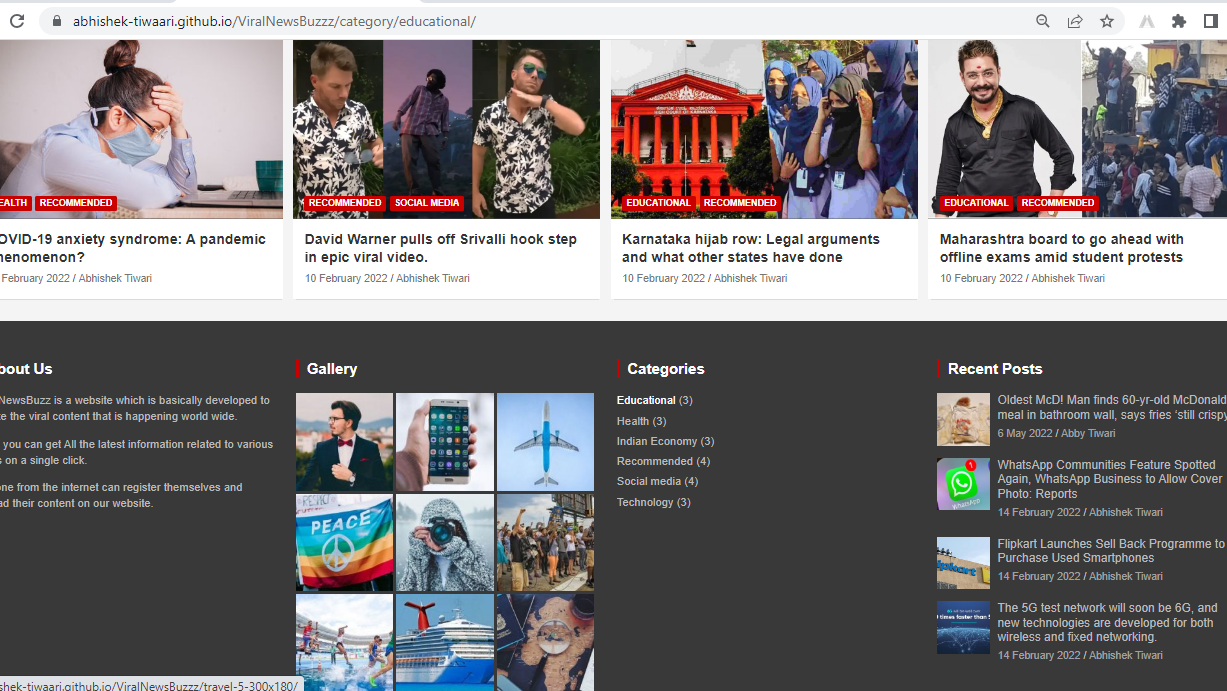 abhishek-tiwaari.github.io/ViralNewsBuzzz/category/educational/
EALTH RECOMMENDED
OVID-19 anxiety syndrome: A pandemic
henomenon?
February 2022 / Abhishek Tiwari
RECOMMENDED SOCIAL MEDIA
David Warner pulls off Srivalli hook step
in epic viral video.
10 February 2022 / Abhishek Tiwari
EDUCATIONAL RECOMMENDED
Karnataka hijab row: Legal arguments
and what other states have done
10 February 2022 / Abhishek Tiwari
EDUCATIONAL RECOMMENDED
Maharashtra board to go ahead with
offline exams amid student protests
10 February 2022 / Abhishek Tiwari
bout Us
NewsBuzz is a website which is basically developed to
te the viral content that is happening world wide.
you can get All the latest information related to various
s on a single click.
one from the internet can register themselves and
ad their content on our website.
Gallery
PEACE
Categories
Educational (3)
Health (3)
Indian Economy (3)
Recommended (4)
Social media (4)
Technology (3)
Recent Posts
Oldest McD! Man finds 60-yr-old McDonald
meal in bathroom wall, says fries 'still crispy
6 May 2022 / Abby Tiwari
1
WhatsApp
WhatsApp Communities Feature Spotted
Again, WhatsApp Business to Allow Cover
Photo: Reports
14 February 2022 / Abhishek Tiwari
lipkart
Flipkart Launches Sell Back Programme to
Purchase Used Smartphones
14 February 2022 / Abhishek Tiwari
times faster than 5
The 5G test network will soon be 6G, and
new technologies are developed for both
wireless and fixed networking.
14 February 2022 / Abhishek Tiwari
shek-tiwaari.github.io/ViralNewsBuzzz/travel-5-300x180/